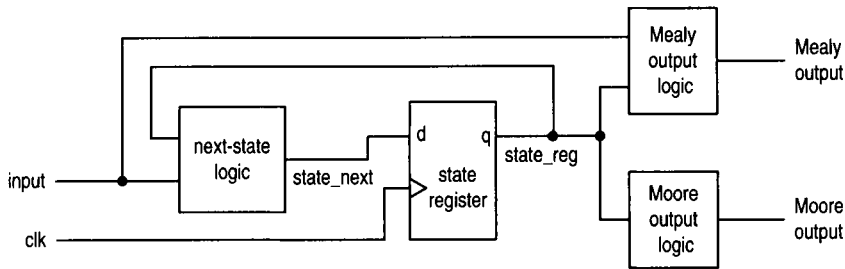 Mealy
output
logic
Mealy
output
next-state
logic
d
q
state
register
state_next
state_reg
input
clk
Moore
output
logic
Moore
output